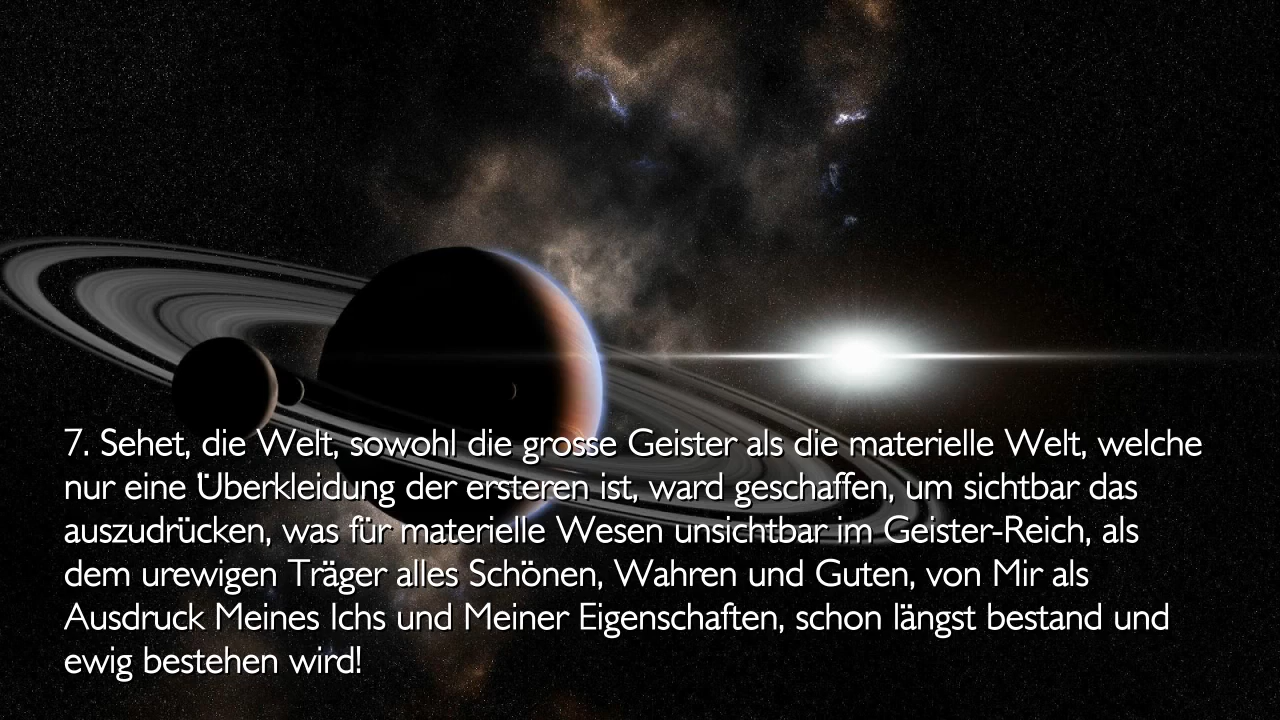 7. Sehet, die Welt, sowohl die grosse Geister als die materielle Welt, welche
nur eine Überkleidung der ersteren ist, ward geschaffen, um sichtbar das
auszudrücken, was für materielle Wesen unsichtbar im Geister-Reich, als
dem urewigen Träger alles Schönen, Wahren und Guten, von Mir als
Ausdruck Meines Ichs und Meiner Eigenschaften, schon längst bestand und
ewig bestehen wird!